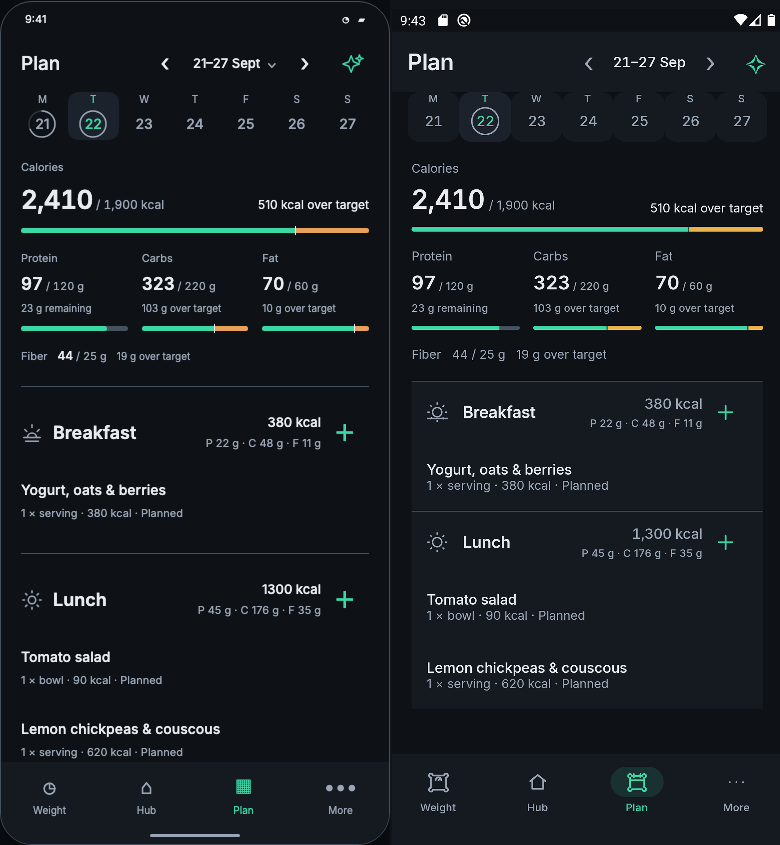 9:41
Plan
21–27 Sept
M T W T F S S
21 22 23 24 25 26 27
Calories
2,410 / 1,900 kcal
510 kcal over target
Protein
Carbs
Fat
97 / 120 g
323 / 220 g
70 / 60 g
23 g remaining
103 g over target
10 g over target
Fiber 44 / 25 g 19 g over target
Breakfast
380 kcal
P 22 g · C 48 g · F 11 g
Yogurt, oats & berries
1 × serving · 380 kcal · Planned
Lunch
1300 kcal
P 45 g · C 176 g · F 35 g
Tomato salad
1 × bowl · 90 kcal · Planned
Lemon chickpeas & couscous
1 × serving · 620 kcal · Planned
Weight
Hub
Plan
More
9:43
Plan
21–27 Sep
M T W T F S S
21 22 23 24 25 26 27
Calories
2,410 / 1,900 kcal
510 kcal over target
Protein
Carbs
Fat
97 / 120 g
323 / 220 g
70 / 60 g
23 g remaining
103 g over target
10 g over target
Fiber 44 / 25 g 19 g over target
Breakfast
380 kcal
P 22 g · C 48 g · F 11 g
Yogurt, oats & berries
1 × serving · 380 kcal · Planned
Lunch
1,300 kcal
P 45 g · C 176 g · F 35 g
Tomato salad
1 × bowl · 90 kcal · Planned
Lemon chickpeas & couscous
1 × serving · 620 kcal · Planned
Weight
Hub
Plan
More